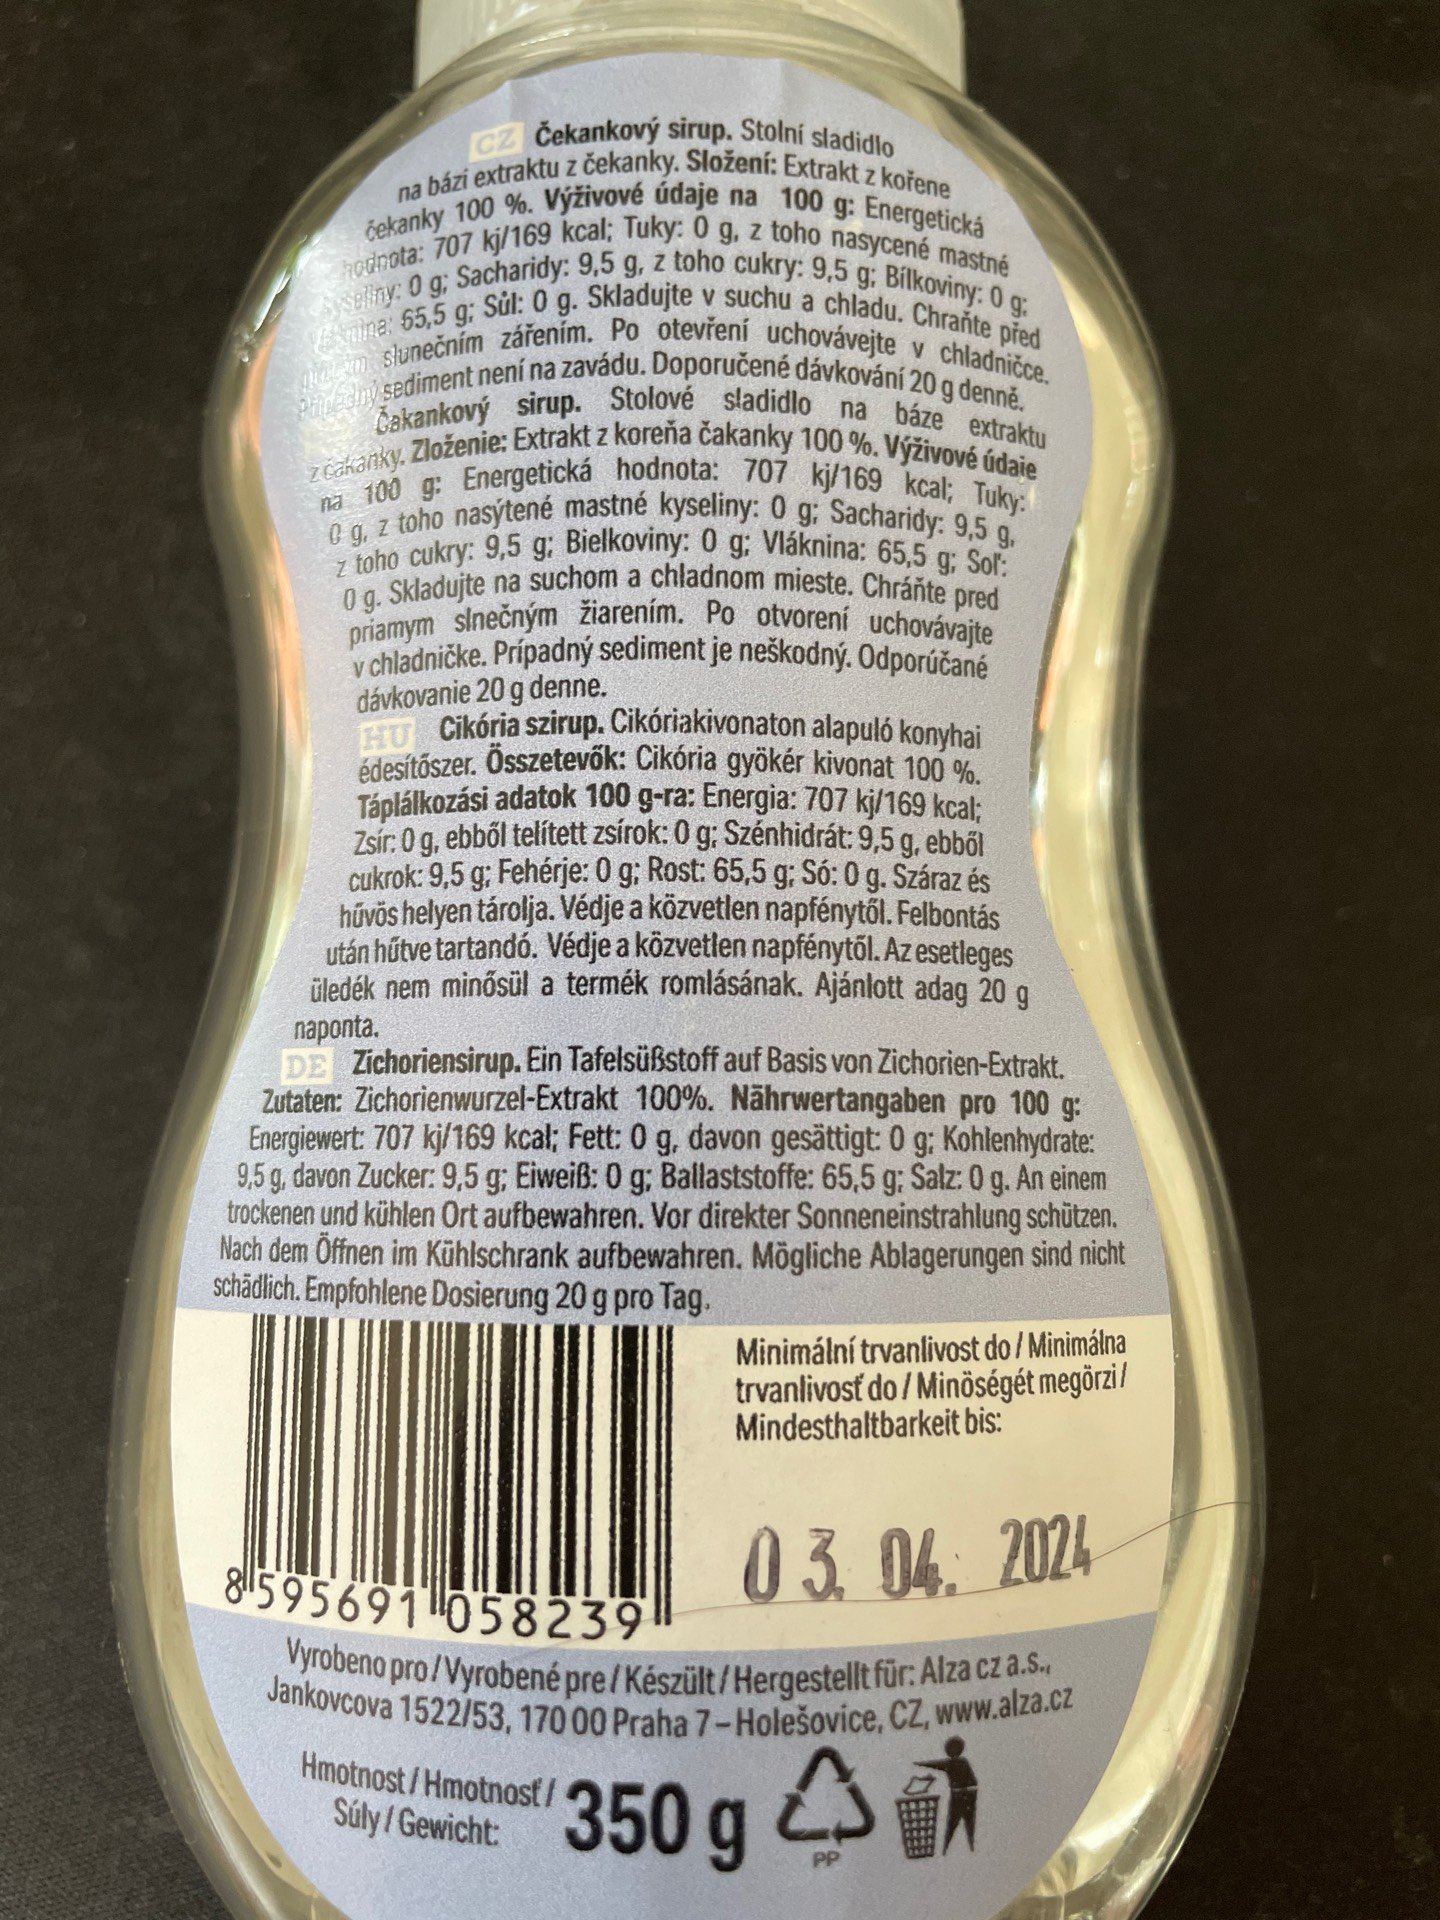 CZ Čekankový sirup. Stolní sladidlo
na bázi extraktu z čekanky. Složení: Extrakt z kořene
čekanky 100 %. Výživové údaje na 100 g: Energetická
hodnota: 707 kj/169 kcal; Tuky: 0 g, z toho nasycené mastné
kyseliny: 0 g; Sacharidy: 9,5 g, z toho cukry: 9,5 g; Bílkoviny: 0 g;
Vláknina: 65,5 g; Sůl: 0 g. Skladujte v suchu a chladu. Chraňte před
slunečním zářením. Po otevření uchovávejte v chladničce.
Případný sediment není na zavádu. Doporučené dávkování 20 g denně.
Čakankový sirup. Stolové sladidlo na báze extraktu
z čakanky. Zloženie: Extrakt z koreňa čakanky 100 %. Výživové údaje
na 100 g: Energetická hodnota: 707 kj/169 kcal; Tuky:
0 g, z toho nasýtené mastné kyseliny: 0 g; Sacharidy: 9,5 g,
z toho cukry: 9,5 g; Bielkoviny: 0 g; Vláknina: 65,5 g; Soľ:
0 g. Skladujte na suchom a chladnom mieste. Chráňte pred
priamym slnečným žiarením. Po otvorení uchovávajte
v chladničke. Prípadný sediment je neškodný. Odporúčané
dávkovanie 20 g denne.
HU Cikória szirup. Cikóriakivonaton alapuló konyhai
édesítőszer. Összetevők: Cikória gyökér kivonat 100 %.
Táplálkozási adatok 100 g-ra: Energia: 707 kj/169 kcal;
Zsír: 0 g, ebből telített zsírok: 0 g; Szénhidrát: 9,5 g, ebből
cukrok: 9,5 g; Fehérje: 0 g; Rost: 65,5 g; Só: 0 g. Száraz és
hűvös helyen tárolja. Védje a közvetlen napfénytől. Felbontás
után hűtve tartandó. Védje a közvetlen napfénytől. Az esetleges
üledék nem minősül a termék romlásának. Ajánlott adag 20 g
naponta.
DE Zichoriensirup. Ein Tafelsüßstoff auf Basis von Zichorien-Extrakt.
Zutaten: Zichorienwurzel-Extrakt 100%. Nährwertangaben pro 100 g:
Energiewert: 707 kj/169 kcal; Fett: 0 g, davon gesättigt: 0 g; Kohlenhydrate:
9,5 g, davon Zucker: 9,5 g; Eiweiß: 0 g; Ballaststoffe: 65,5 g; Salz: 0 g. An einem
trockenen und kühlen Ort aufbewahren. Vor direkter Sonneneinstrahlung schützen.
Nach dem Öffnen im Kühlschrank aufbewahren. Mögliche Ablagerungen sind nicht
schädlich. Empfohlene Dosierung 20 g pro Tag.
Minimální trvanlivost do / Minimálna
trvanlivosť do / Minöségét megörzi /
Mindesthaltbarkeit bis:
03. 04. 2024
8 595691 058239
Vyrobeno pro / Vyrobené pre / Készült / Hergestellt für: Alza cz a.s.,
Jankovcova 1522/53, 170 00 Praha 7 – Holešovice, CZ, www.alza.cz
Hmotnost / Hmotnosť /
Súly / Gewicht:
350 g
PP